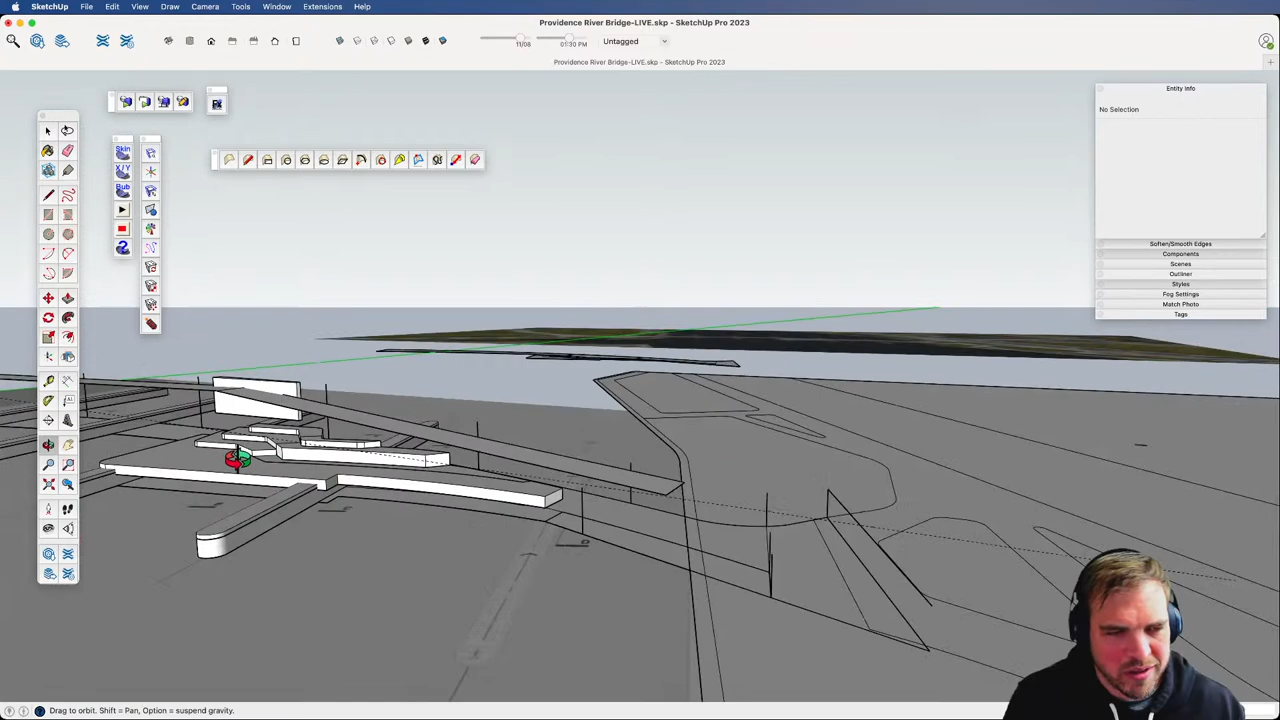 SketchUp File Edit View Draw Camera Tools Window Extensions Help
Providence River Bridge-LIVE.skp - SketchUp Pro 2023
11/08 01:30 PM Untagged
Providence River Bridge-LIVE.skp - SketchUp Pro 2023
Entity Info
No Selection
Skin
X/Y
Bub
Soften/Smooth Edges
Components
Scenes
Outliner
Styles
Fog Settings
Match Photo
Tags
Drag to orbit. Shift = Pan, Option = suspend gravity.